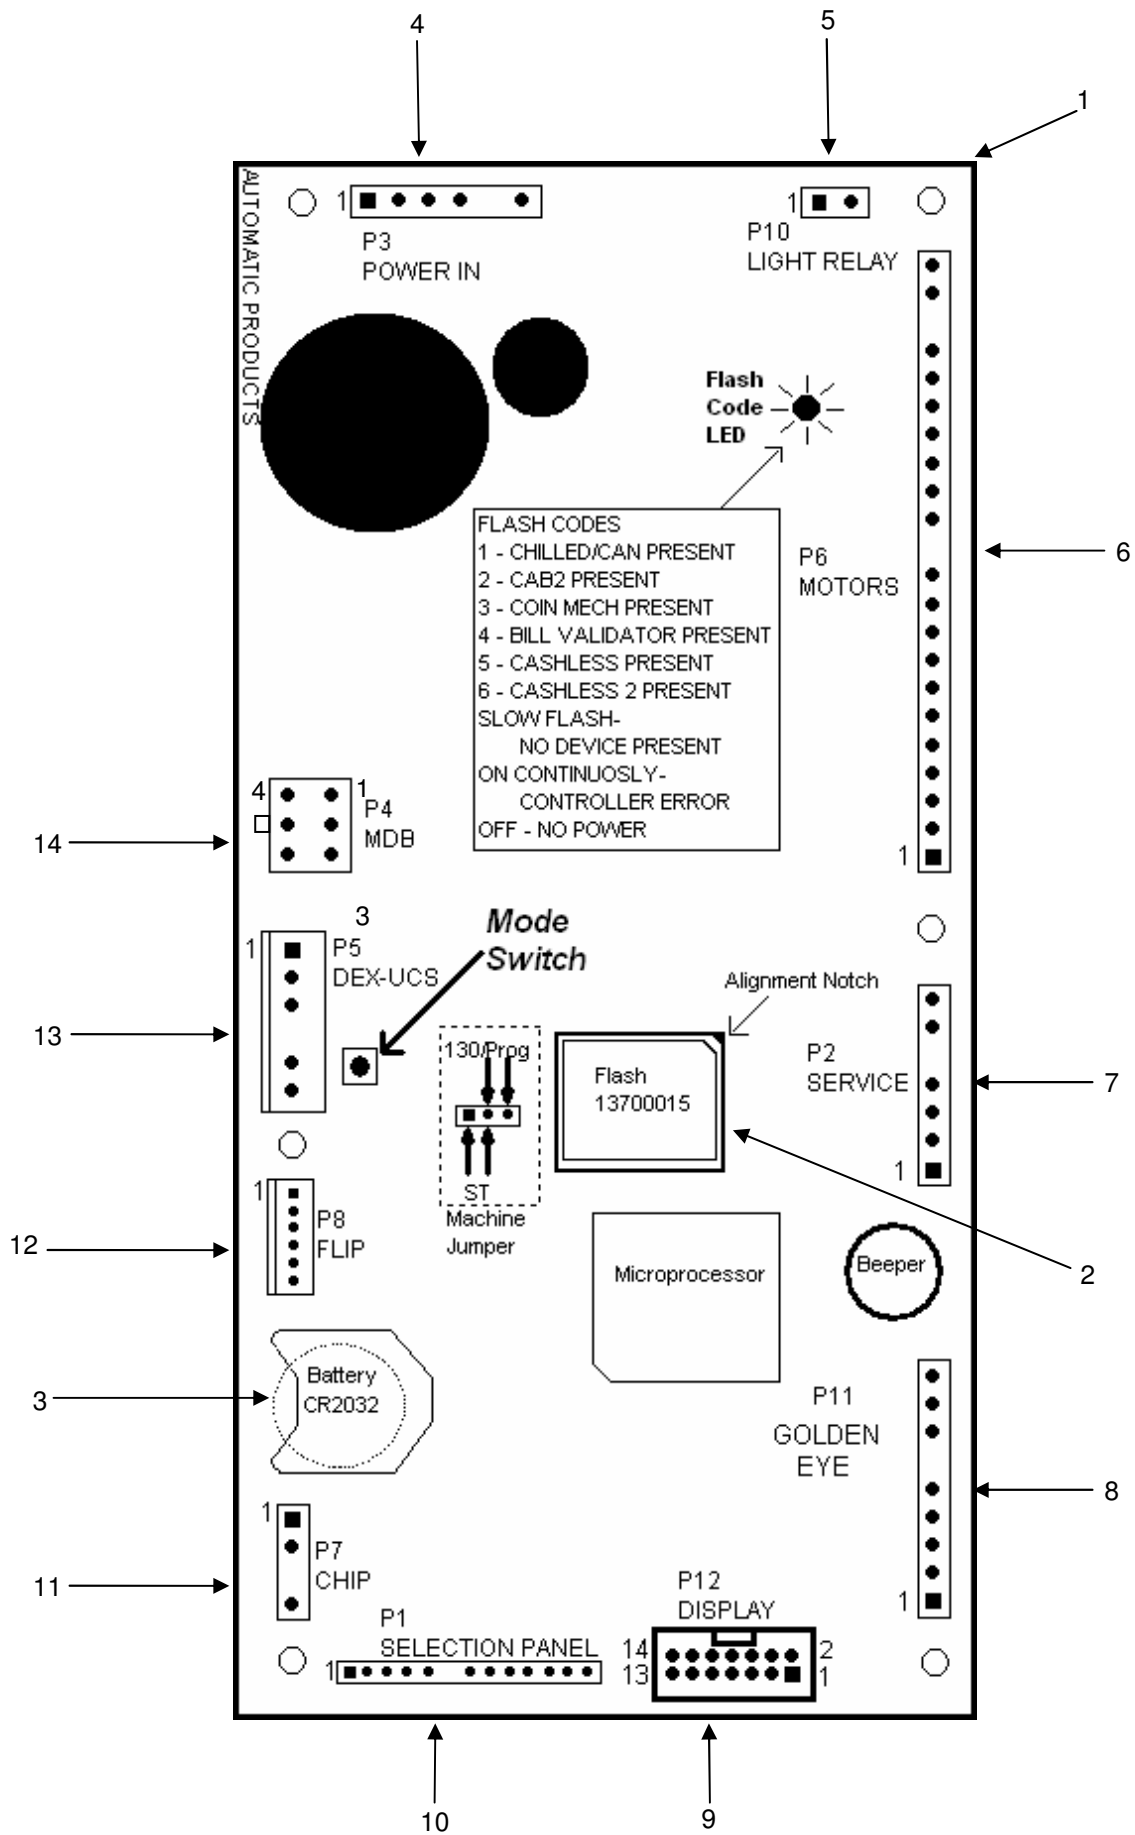 4
5
1
AUTOMATIC PRODUCTS
1
P3
POWER IN
1
P10
LIGHT RELAY
Flash
Code
LED
FLASH CODES
1 - CHILLED/CAN PRESENT
2 - CAB2 PRESENT
3 - COIN MECH PRESENT
4 - BILL VALIDATOR PRESENT
5 - CASHLESS PRESENT
6 - CASHLESS 2 PRESENT
SLOW FLASH-
NO DEVICE PRESENT
ON CONTINUOSLY-
CONTROLLER ERROR
OFF - NO POWER
P6
MOTORS
1
6
4
1
P4
MDB
14
3
1
P5
DEX-UCS
13
Mode
Switch
Alignment Notch
130/Prog
ST
Machine
Jumper
Flash
13700015
P2
SERVICE
1
7
1
P8
FLIP
12
Microprocessor
Beeper
2
Battery
CR2032
3
P11
GOLDEN
EYE
1
8
1
P7
CHIP
11
P1
SELECTION PANEL
1
P12
DISPLAY
14
2
13
1
10
9